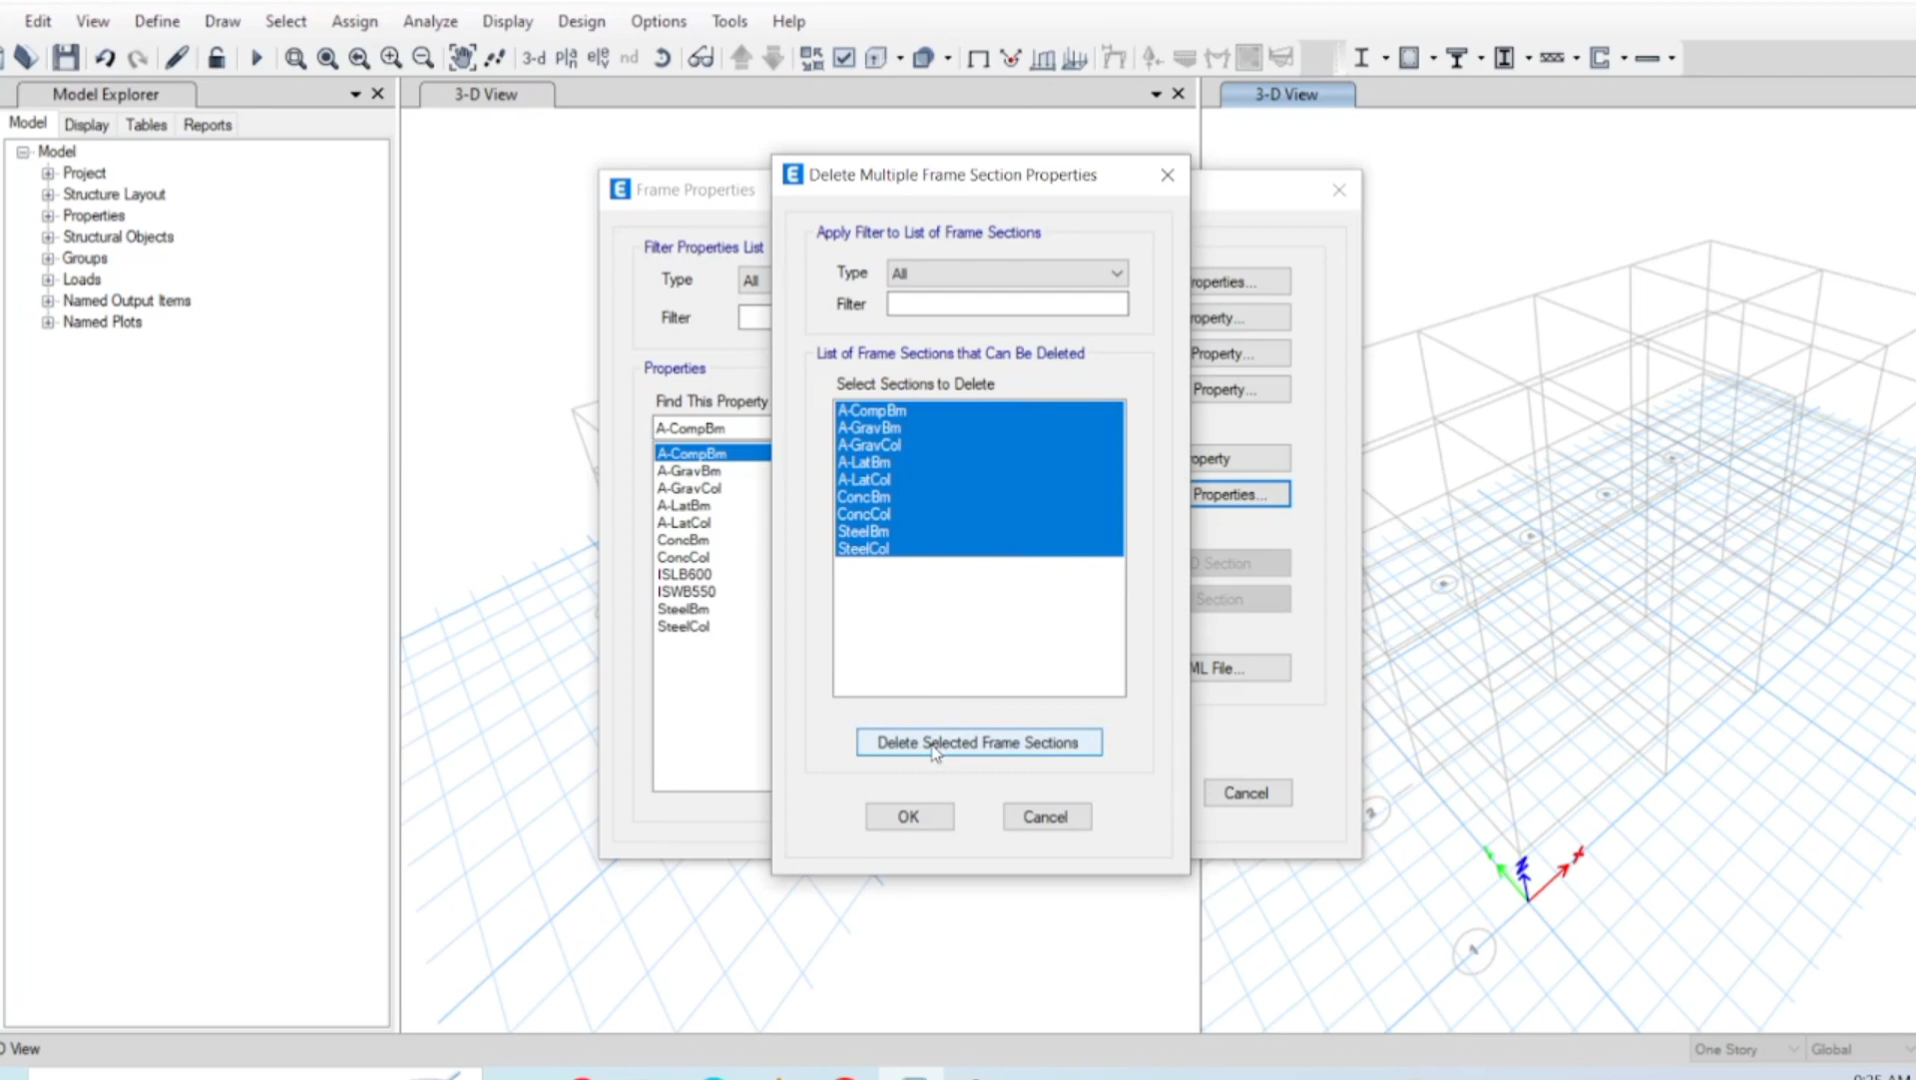 Edit View Define Draw Select Assign Analyze Display Design Options Tools Help
3-d nd
Model Explorer
3-D View
3-D View
Model Display Tables Reports
Model
Project
Structure Layout
Properties
Structural Objects
Groups
Loads
Named Output Items
Named Plots
E Frame Properties
Filter Properties List
Type All
Filter
Properties
Find This Property
A-CompBm
A-CompBm
A-GravBm
A-GravCol
A-LatBm
A-LatCol
ConcBm
ConcCol
ISLB600
ISWB550
SteelBm
SteelCol
E Delete Multiple Frame Section Properties
Apply Filter to List of Frame Sections
Type All
Filter
List of Frame Sections that Can Be Deleted
Select Sections to Delete
A-CompBm
A-GravBm
A-GravCol
A-LatBm
A-LatCol
ConcBm
ConcCol
SteelBm
SteelCol
Delete Selected Frame Sections
OK Cancel
operties...
roperty...
Property...
Property...
operty
Properties...
D Section
Section
ML File...
Cancel
D View
One Story Global